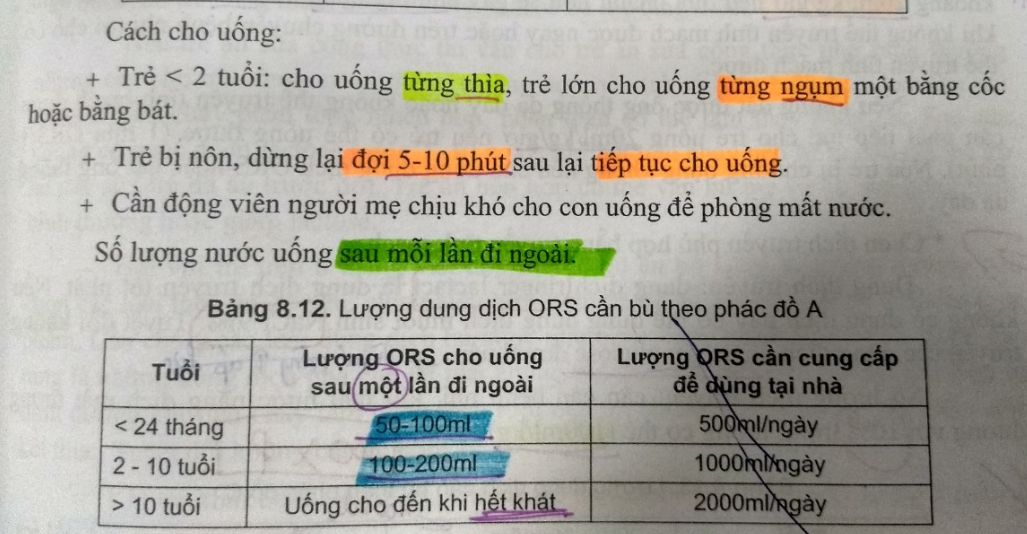 Cách cho uống:
+ Trẻ < 2 tuổi: cho uống từng thìa, trẻ lớn cho uống từng ngụm một bằng cốc
hoặc bằng bát.
+ Trẻ bị nôn, dừng lại đợi 5-10 phút sau lại tiếp tục cho uống.
+ Cần động viên người mẹ chịu khó cho con uống để phòng mất nước.
Số lượng nước uống sau mỗi lần đi ngoài.
Bảng 8.12. Lượng dung dịch ORS cần bù theo phác đồ A
Tuổi
Lượng ORS cho uống
sau một lần đi ngoài
Lượng ORS cần cung cấp
để dùng tại nhà
< 24 tháng
50-100ml
500ml/ngày
2 - 10 tuổi
100-200ml
1000ml/ngày
> 10 tuổi
Uống cho đến khi hết khát
2000ml/ngày